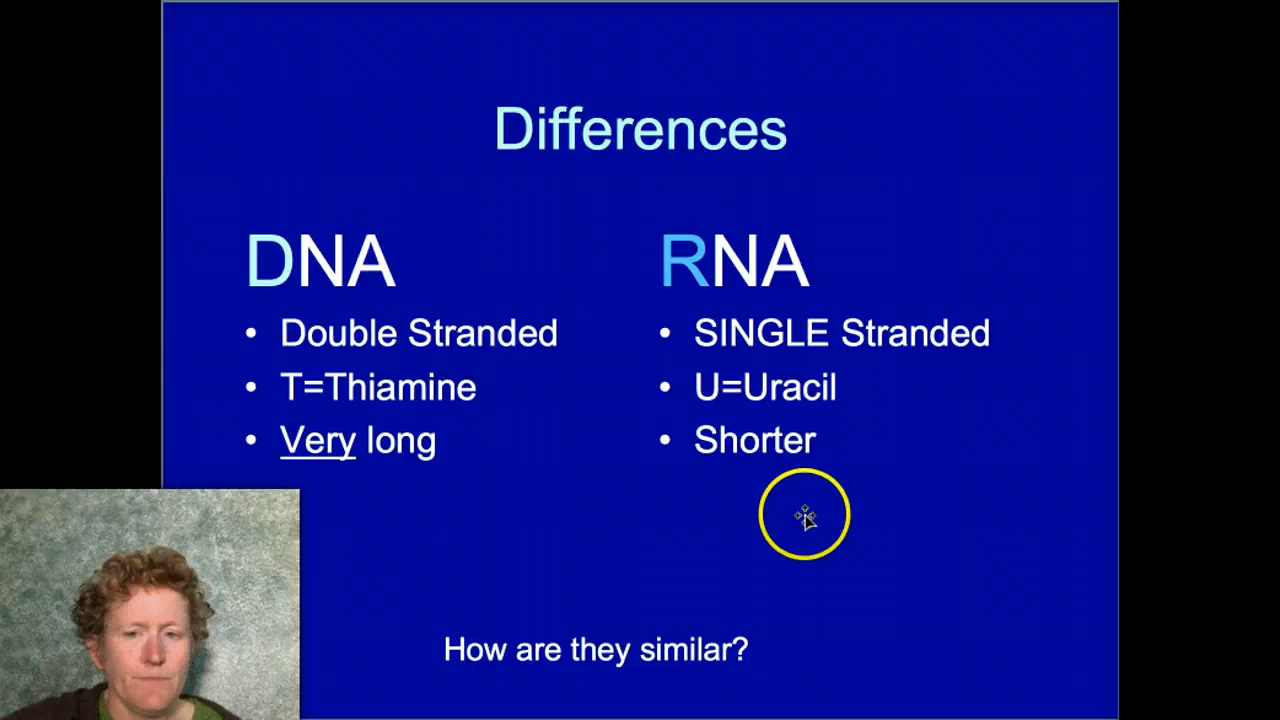 Differences
DNA
• Double Stranded
• T=Thiamine
• Very long
RNA
• SINGLE Stranded
• U=Uracil
• Shorter
How are they similar?